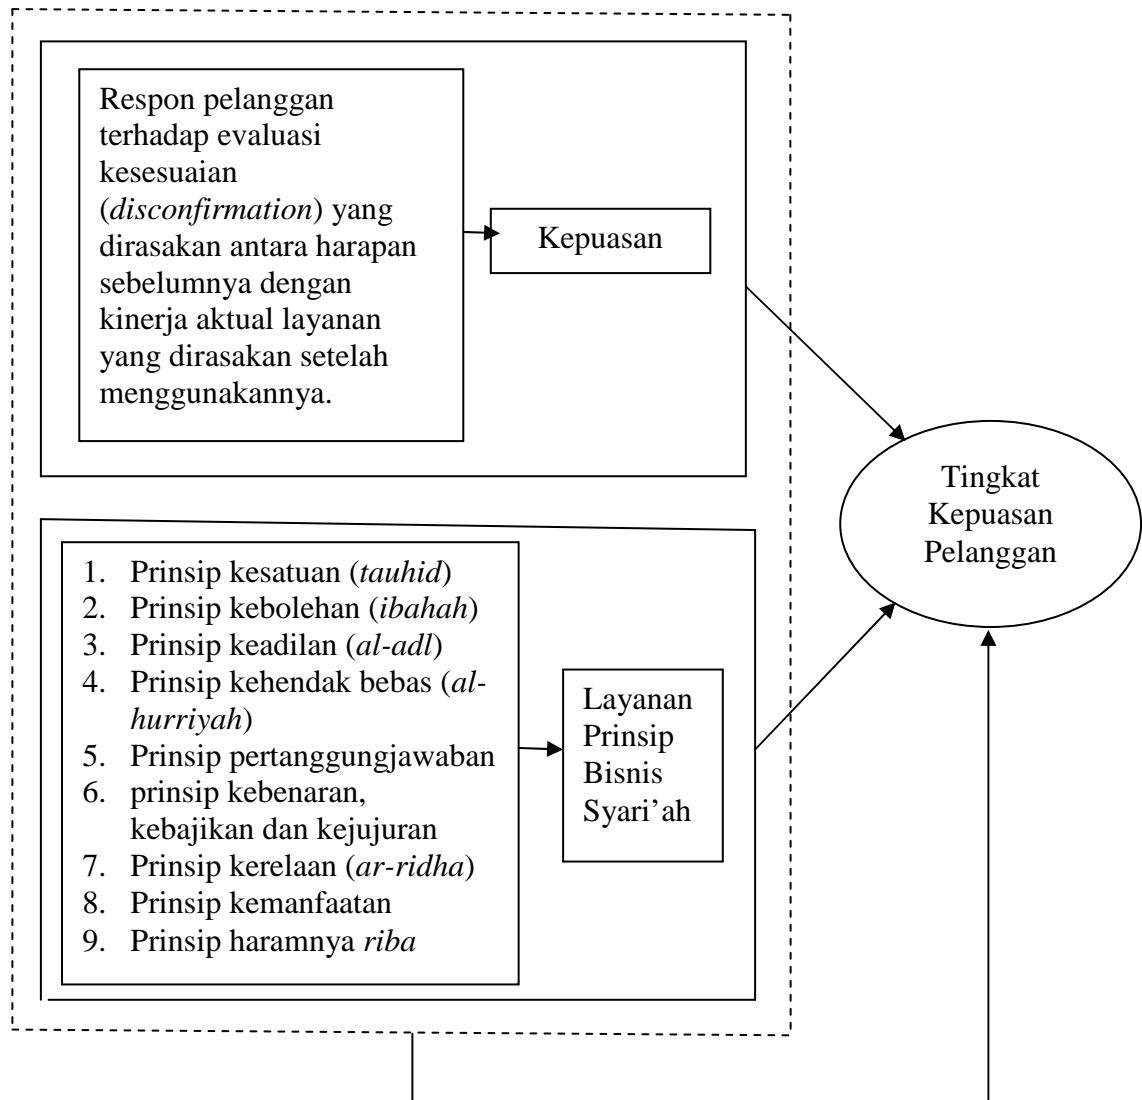 Respon pelanggan
terhadap evaluasi
kesesuaian
(disconfirmation) yang
dirasakan antara harapan
sebelumnya dengan
kinerja aktual layanan
yang dirasakan setelah
menggunakannya.
Kepuasan
Tingkat
Kepuasan
Pelanggan
1. Prinsip kesatuan (tauhid)
2. Prinsip kebolehan (ibahah)
3. Prinsip keadilan (al-adl)
4. Prinsip kehendak bebas (al-
hurriyah)
5. Prinsip pertanggungjawaban
6. prinsip kebenaran,
kebajikan dan kejujuran
7. Prinsip kerelaan (ar-ridha)
8. Prinsip kemanfaatan
9. Prinsip haramnya riba
Layanan
Prinsip
Bisnis
Syari’ah